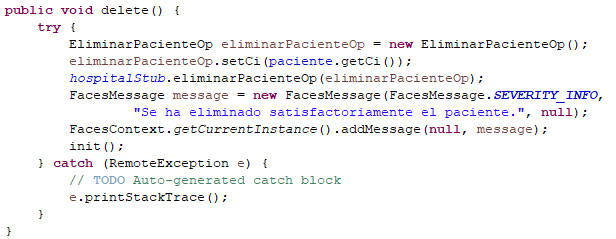 public void delete() {
    try {
        EliminarPacienteOp eliminarPacienteOp = new EliminarPacienteOp();
        eliminarPacienteOp.setCi(paciente.getCi());
        hospitalStub.eliminarPacienteOp(eliminarPacienteOp);
        FacesMessage message = new FacesMessage(FacesMessage.SEVERITY_INFO,
                "Se ha eliminado satisfactoriamente el paciente.", null);
        FacesContext.getCurrentInstance().addMessage(null, message);
        init();
    } catch (RemoteException e) {
        // TODO Auto-generated catch block
        e.printStackTrace();
    }
}